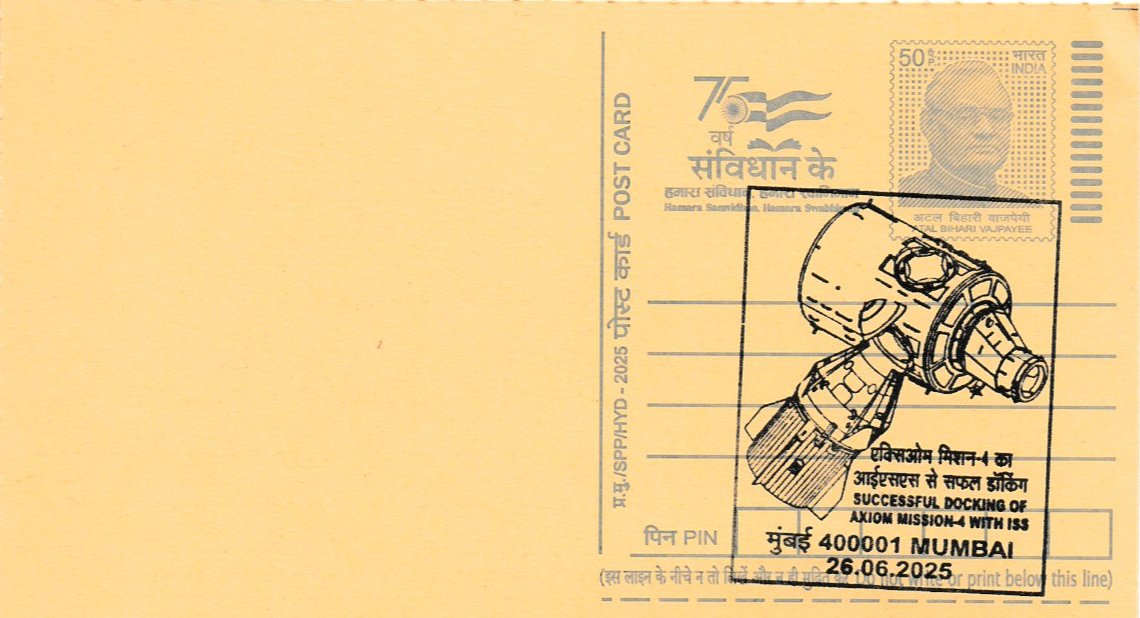 प्र.मु./SPP/HYD - 2025 पोस्ट कार्ड POST CARD
75
वर्ष
संविधान के
हमारा संविधान, हमारा स्वाभिमान
Hamara Samvidhan, Hamara
50
भारत
INDIA
अटल बिहारी वाजपेयी
ATAL BIHARI VAJPAYEE
एक्सिओम मिशन-4 का
आईएसएस से सफल डॉकिंग
SUCCESSFUL DOCKING OF
AXIOM MISSION-4 WITH ISS
पिन PIN
मुंबई 400001 MUMBAI
26.06.2025
(इस लाइन के नीचे न तो लिखें और न ही मुद्रित करें Do not write or print below this line)